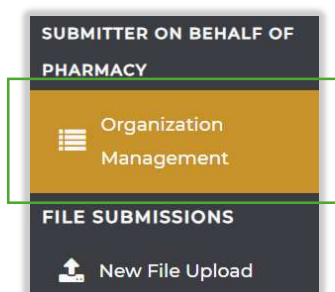 SUBMITTER ON BEHALF OF
PHARMACY
Organization
Management
FILE SUBMISSIONS
New File Upload